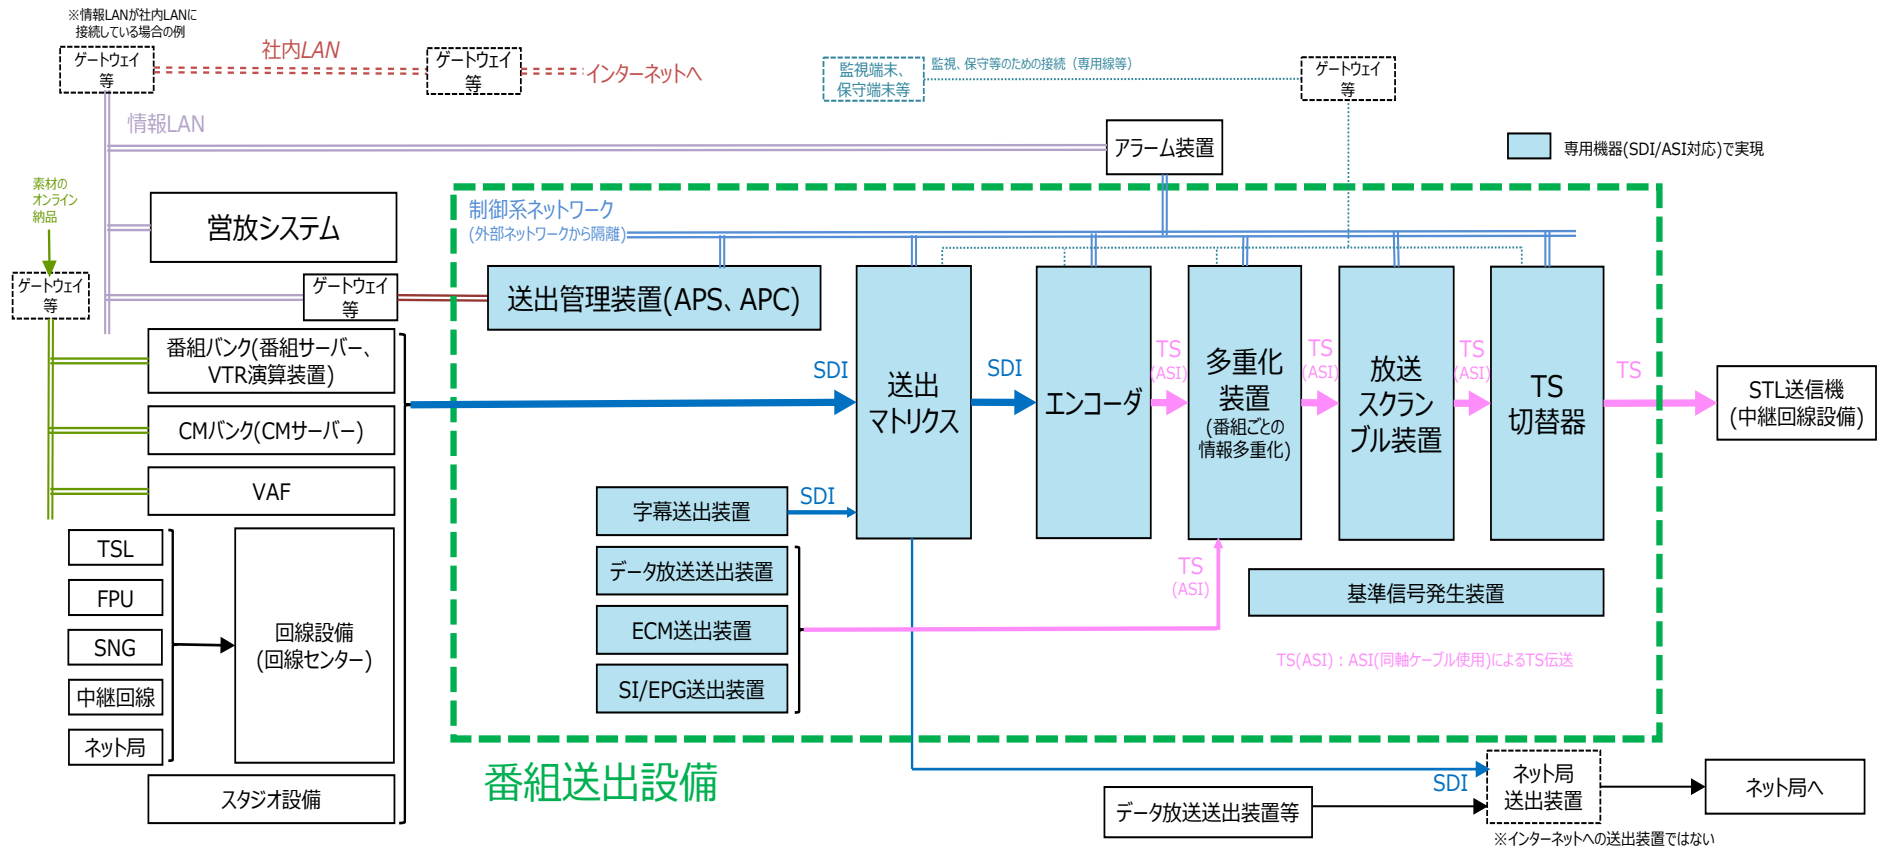 ※情報LANが社内LANに
接続している場合の例
ゲートウェイ
等
社内LAN
ゲートウェイ
等
インターネットへ
監視端末、
保守端末等
監視、保守等のための接続（専用線等）
ゲートウェイ
等
情報LAN
アラーム装置
専用機器(SDI/ASI対応)で実現
素材の
オンライン
納品
営放システム
制御系ネットワーク
(外部ネットワークから隔離)
ゲートウェイ
等
ゲートウェイ
等
送出管理装置(APS、APC)
番組バンク(番組サーバー、
VTR演算装置)
CMバンク(CMサーバー)
VAF
SDI
送出
マトリクス
SDI
エンコーダ
TS
(ASI)
多重化
装置
(番組ごとの
情報多重化)
TS
(ASI)
放送
スクラン
ブル装置
TS
(ASI)
TS
切替器
TS
STL送信機
(中継回線設備)
字幕送出装置
SDI
データ放送送出装置
ECM送出装置
SI/EPG送出装置
TS
(ASI)
基準信号発生装置
TS(ASI)：ASI(同軸ケーブル使用)によるTS伝送
TSL
FPU
SNG
中継回線
ネット局
回線設備
(回線センター)
スタジオ設備
番組送出設備
SDI
データ放送送出装置等
ネット局
送出装置
ネット局へ
※インターネットへの送出装置ではない